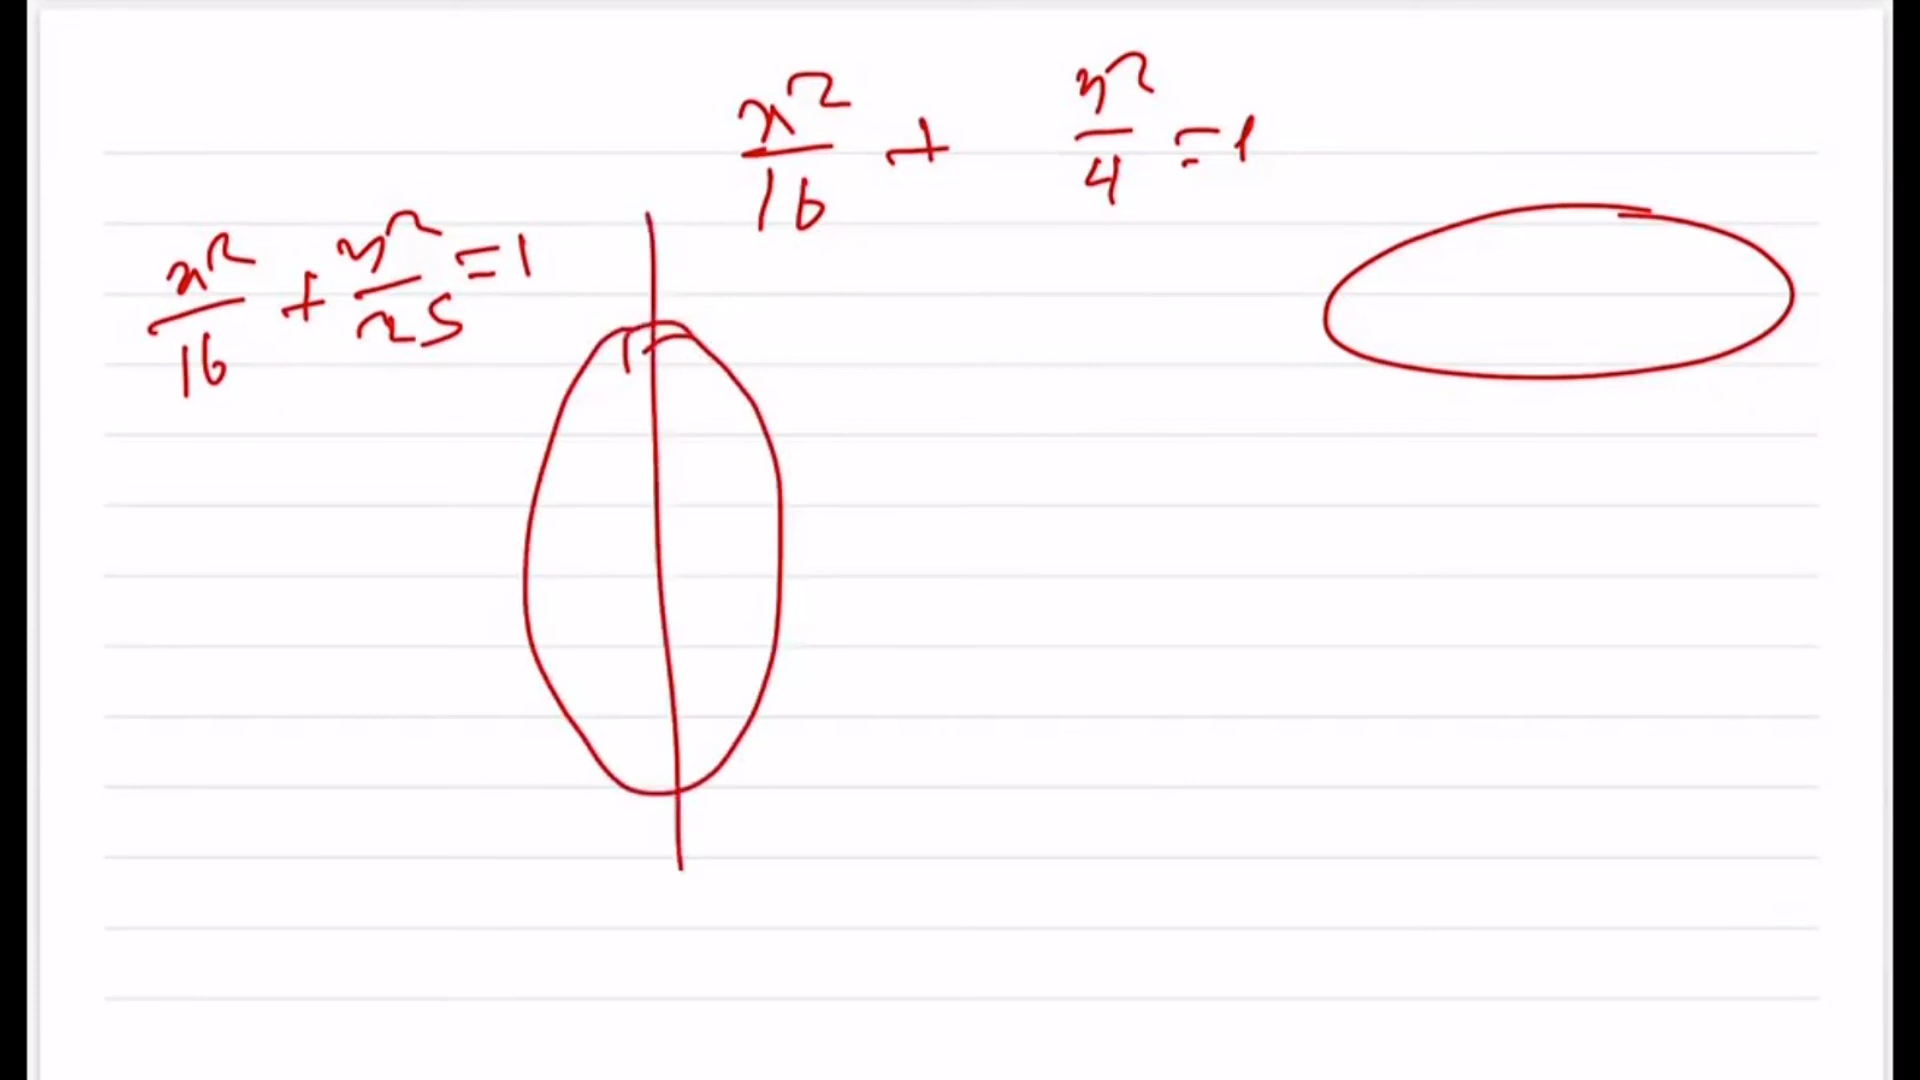 x²/16 + y²/4 = 1
x²/16 + y²/25 = 1